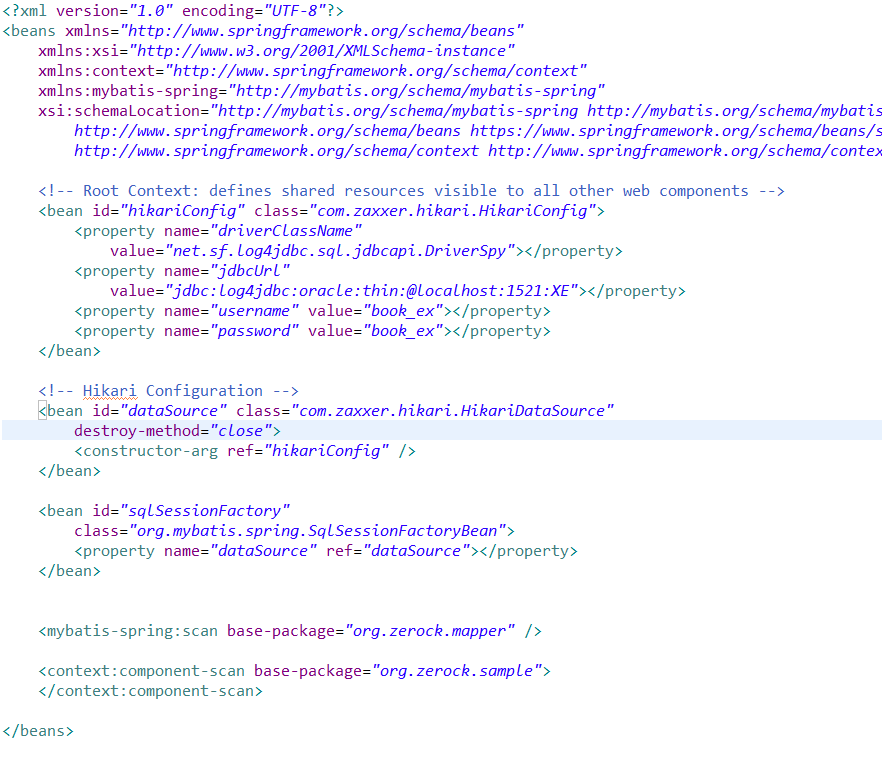 <?xml version="1.0" encoding="UTF-8"?>
<beans xmlns="http://www.springframework.org/schema/beans"
    xmlns:xsi="http://www.w3.org/2001/XMLSchema-instance"
    xmlns:context="http://www.springframework.org/schema/context"
    xmlns:mybatis-spring="http://mybatis.org/schema/mybatis-spring"
    xsi:schemaLocation="http://mybatis.org/schema/mybatis-spring http://mybatis.org/schema/mybatis
        http://www.springframework.org/schema/beans https://www.springframework.org/schema/beans/s
        http://www.springframework.org/schema/context http://www.springframework.org/schema/contex
    <!-- Root Context: defines shared resources visible to all other web components -->
    <bean id="hikariConfig" class="com.zaxxer.hikari.HikariConfig">
        <property name="driverClassName"
            value="net.sf.log4jdbc.sql.jdbcapi.DriverSpy"></property>
        <property name="jdbcUrl"
            value="jdbc:log4jdbc:oracle:thin:@localhost:1521:XE"></property>
        <property name="username" value="book_ex"></property>
        <property name="password" value="book_ex"></property>
    </bean>
    <!-- Hikari Configuration -->
    <bean id="dataSource" class="com.zaxxer.hikari.HikariDataSource"
        destroy-method="close">
        <constructor-arg ref="hikariConfig" />
    </bean>
    <bean id="sqlSessionFactory"
        class="org.mybatis.spring.SqlSessionFactoryBean">
        <property name="dataSource" ref="dataSource"></property>
    </bean>
    <mybatis-spring:scan base-package="org.zerock.mapper" />
    <context:component-scan base-package="org.zerock.sample">
    </context:component-scan>
</beans>